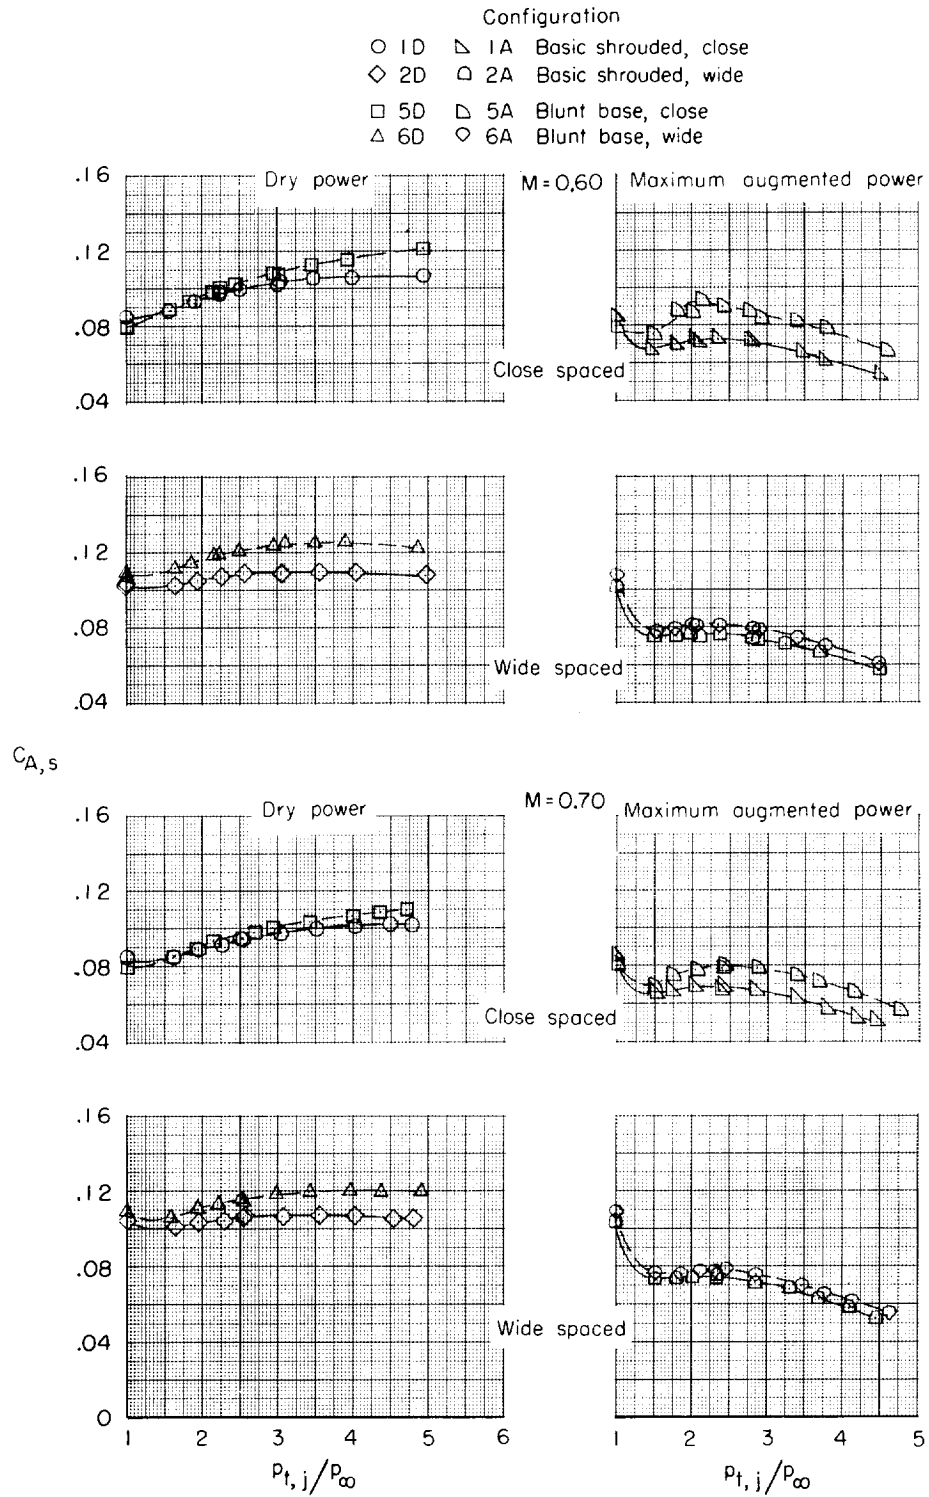 Configuration
1D 1A Basic shrouded, close
2D 2A Basic shrouded, wide
5D 5A Blunt base, close
6D 6A Blunt base, wide
Dry power
M = 0.60
Maximum augmented power
.16
.12
.08
.04
Close spaced
.16
.12
.08
.04
Wide spaced
C_A,s
Dry power
M = 0.70
Maximum augmented power
.16
.12
.08
.04
Close spaced
.16
.12
.08
.04
0
Wide spaced
1 2 3 4 5 6
1 2 3 4 5
p_t,j/p_∞
p_t,j/p_∞